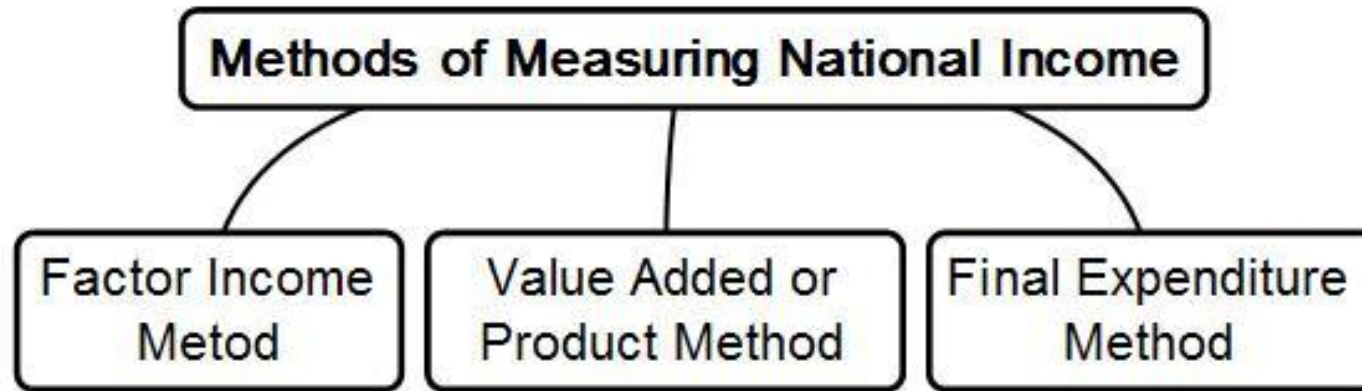 Methods of Measuring National Income
Factor Income
Metod
Value Added or
Product Method
Final Expenditure
Method